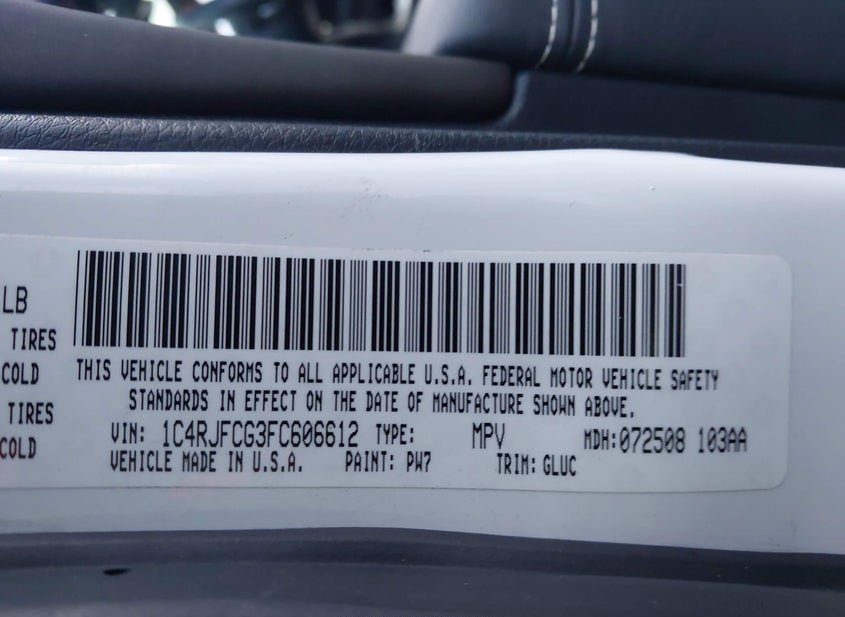 LB
TIRES
COLD
TIRES
COLD
THIS VEHICLE CONFORMS TO ALL APPLICABLE U.S.A. FEDERAL MOTOR VEHICLE SAFETY
STANDARDS IN EFFECT ON THE DATE OF MANUFACTURE SHOWN ABOVE.
VIN: 1C4RJFCG3FC606612 TYPE: MPV MDH:072508 103AA
VEHICLE MADE IN U.S.A. PAINT: PW7 TRIM: GLUC